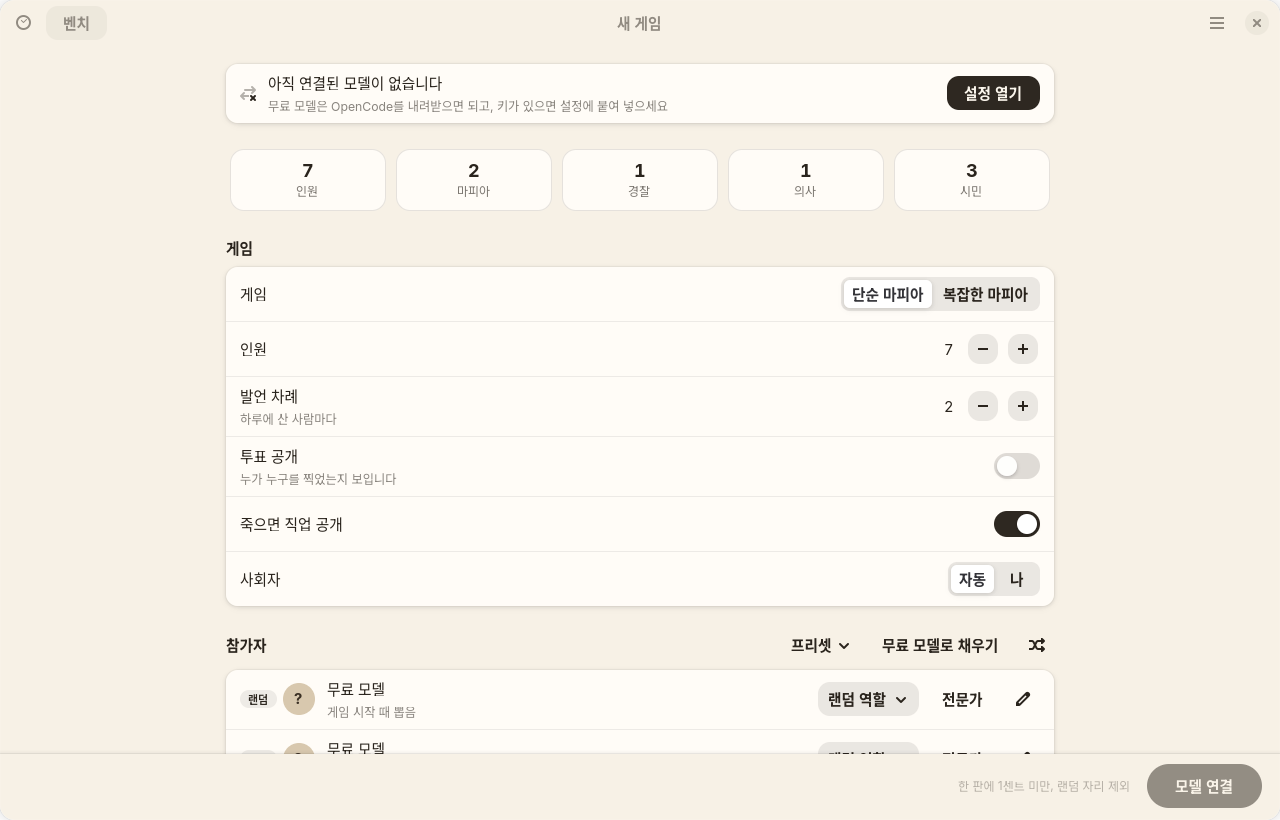 벤치
새 게임
아직 연결된 모델이 없습니다
무료 모델은 OpenCode를 내려받으면 되고, 키가 있으면 설정에 붙여 넣으세요
설정 열기
7
인원
2
마피아
1
경찰
1
의사
3
시민
게임
게임
단순 마피아
복잡한 마피아
인원
7
발언 차례
하루에 산 사람마다
2
투표 공개
누가 누구를 찍었는지 보입니다
죽으면 직업 공개
사회자
자동
나
참가자
프리셋
무료 모델로 채우기
랜덤
?
무료 모델
게임 시작 때 뽑음
랜덤 역할
전문가
무료 모델
한 판에 1센트 미만, 랜덤 자리 제외
모델 연결